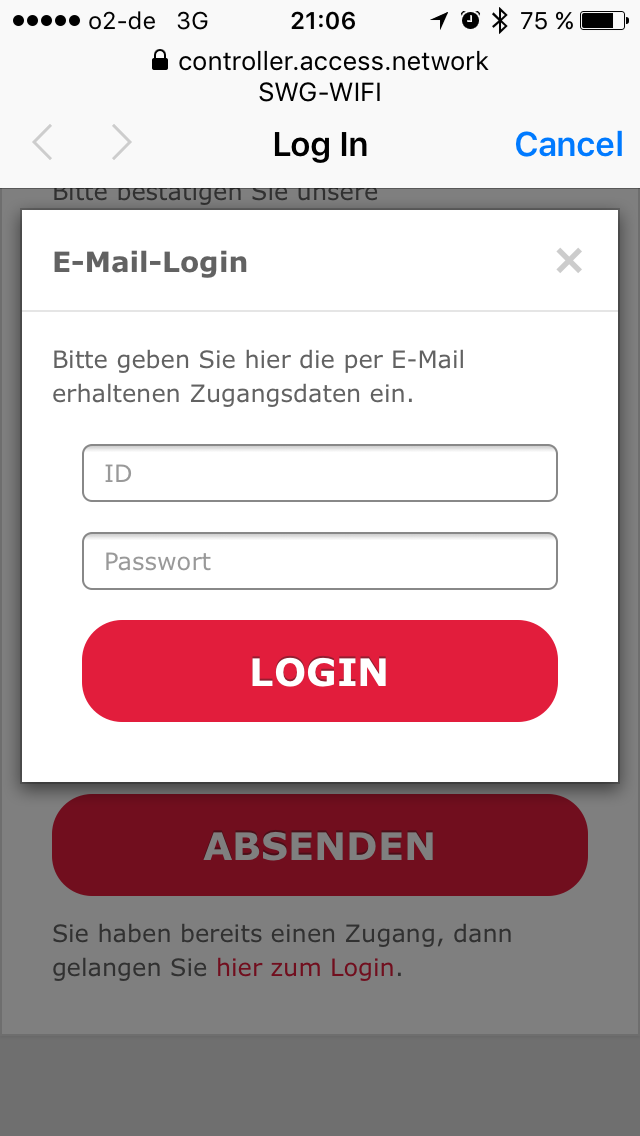 o2-de 3G 21:06 75 %
controller.access.network
SWG-WIFI
Log In Cancel
Bitte bestätigen Sie unsere
E-Mail-Login
Bitte geben Sie hier die per E-Mail
erhaltenen Zugangsdaten ein.
ID
Passwort
LOGIN
ABSENDEN
Sie haben bereits einen Zugang, dann
gelangen Sie hier zum Login.